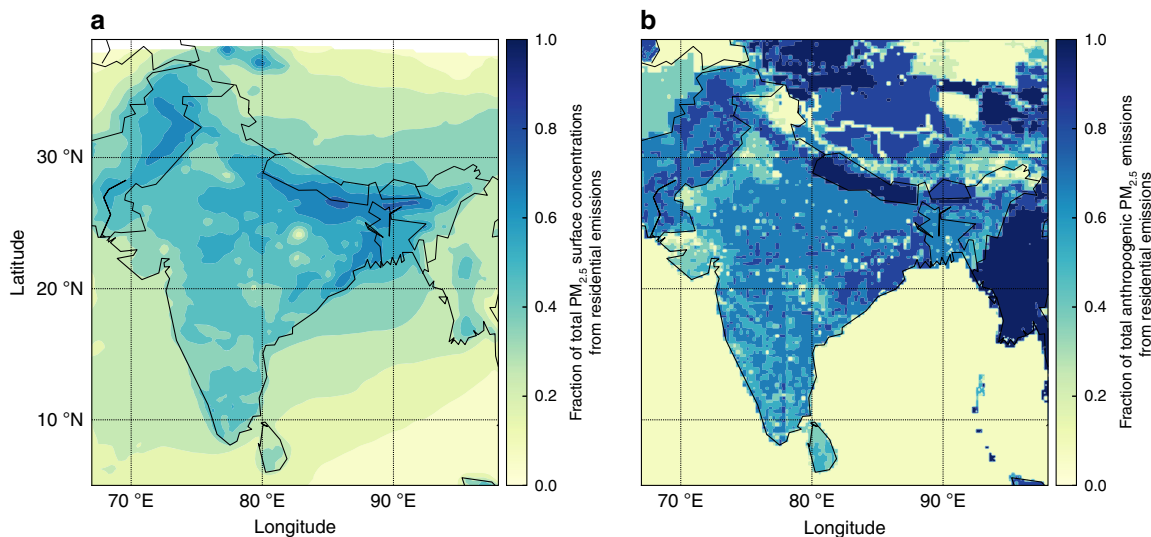 a
30 °N
20 °N
10 °N
Latitude
70 °E
80 °E
90 °E
Longitude
1.0
0.8
0.6
0.4
0.2
0.0
Fraction of total PM2.5 surface concentrations
from residential emissions
b
70 °E
80 °E
90 °E
Longitude
1.0
0.8
0.6
0.4
0.2
0.0
Fraction of total anthropogenic PM2.5 emissions
from residential emissions